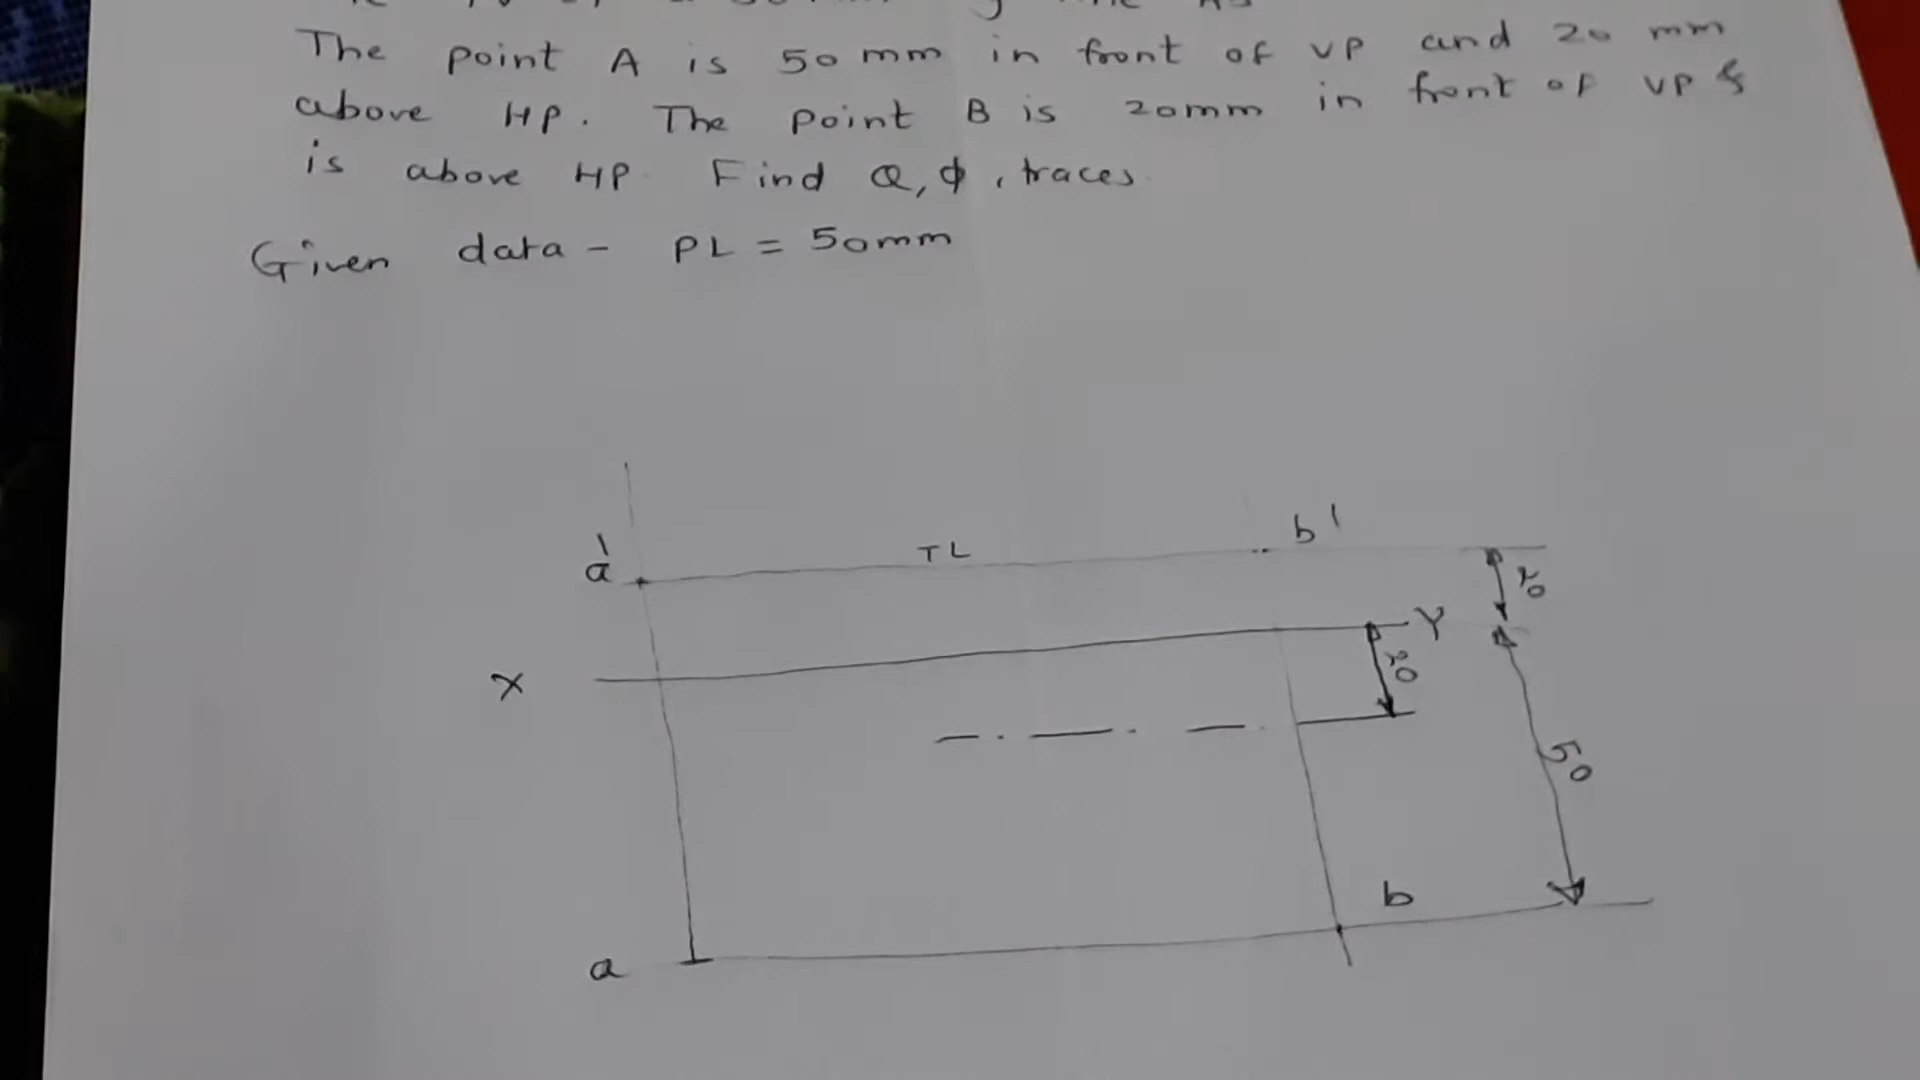 The point A is 50 mm in front of VP and 20 mm
above HP. The point B is 20mm in front of VP &
is above HP. Find θ, ϕ, traces.
Given data - PL = 50mm
a'
TL
b'
20
X
Y
20
50
b
a